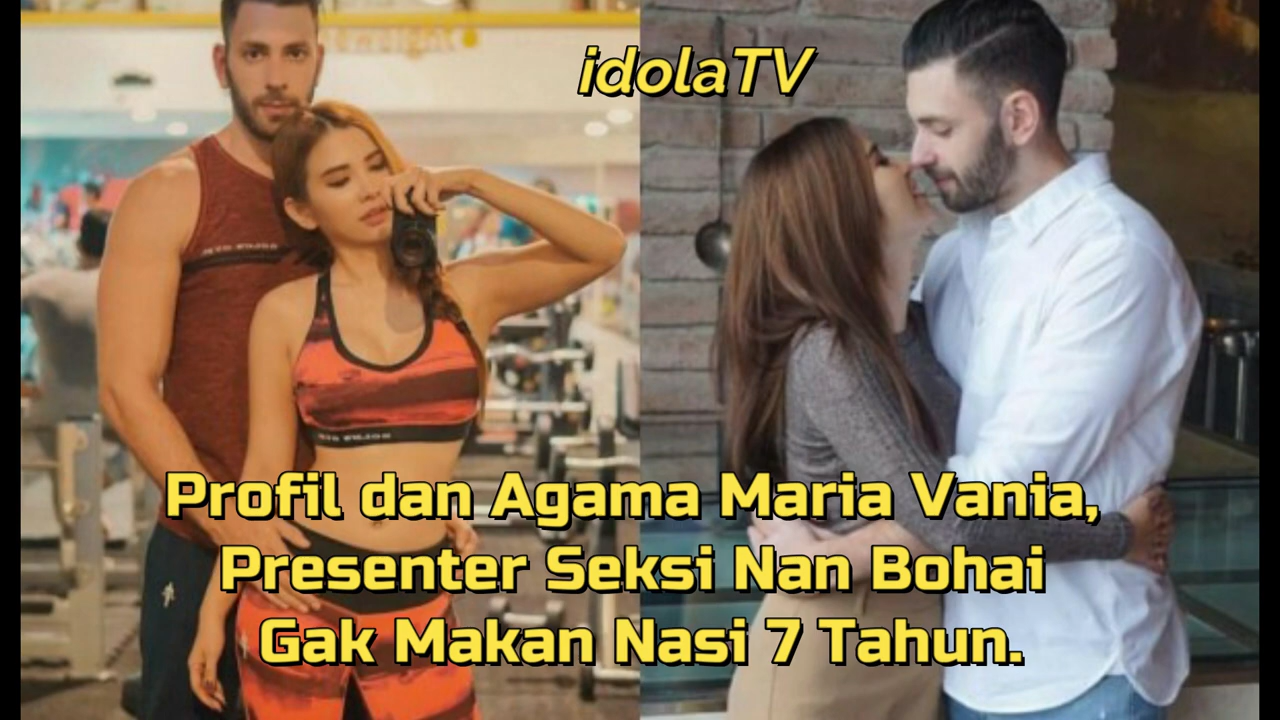 idolaTV
Profil dan Agama Maria Vania,
Presenter Seksi Nan Bohai
Gak Makan Nasi 7 Tahun.